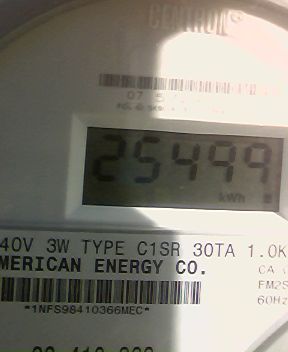 CENTRON®
25499
kWh
40V 3W TYPE C1SR 30TA 1.0K
MERICAN ENERGY CO.
CA
FM2S
60Hz
*1NFS98410366MEC*